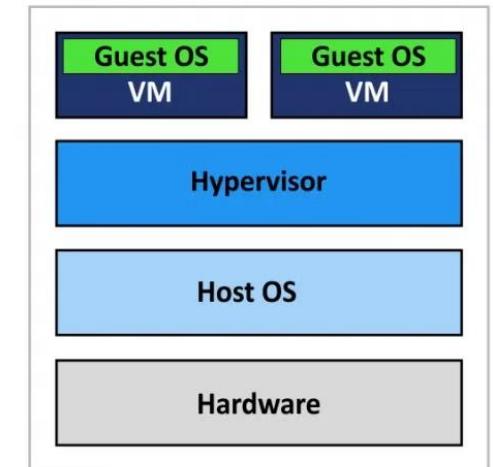 Guest OS
VM
Guest OS
VM
Hypervisor
Host OS
Hardware